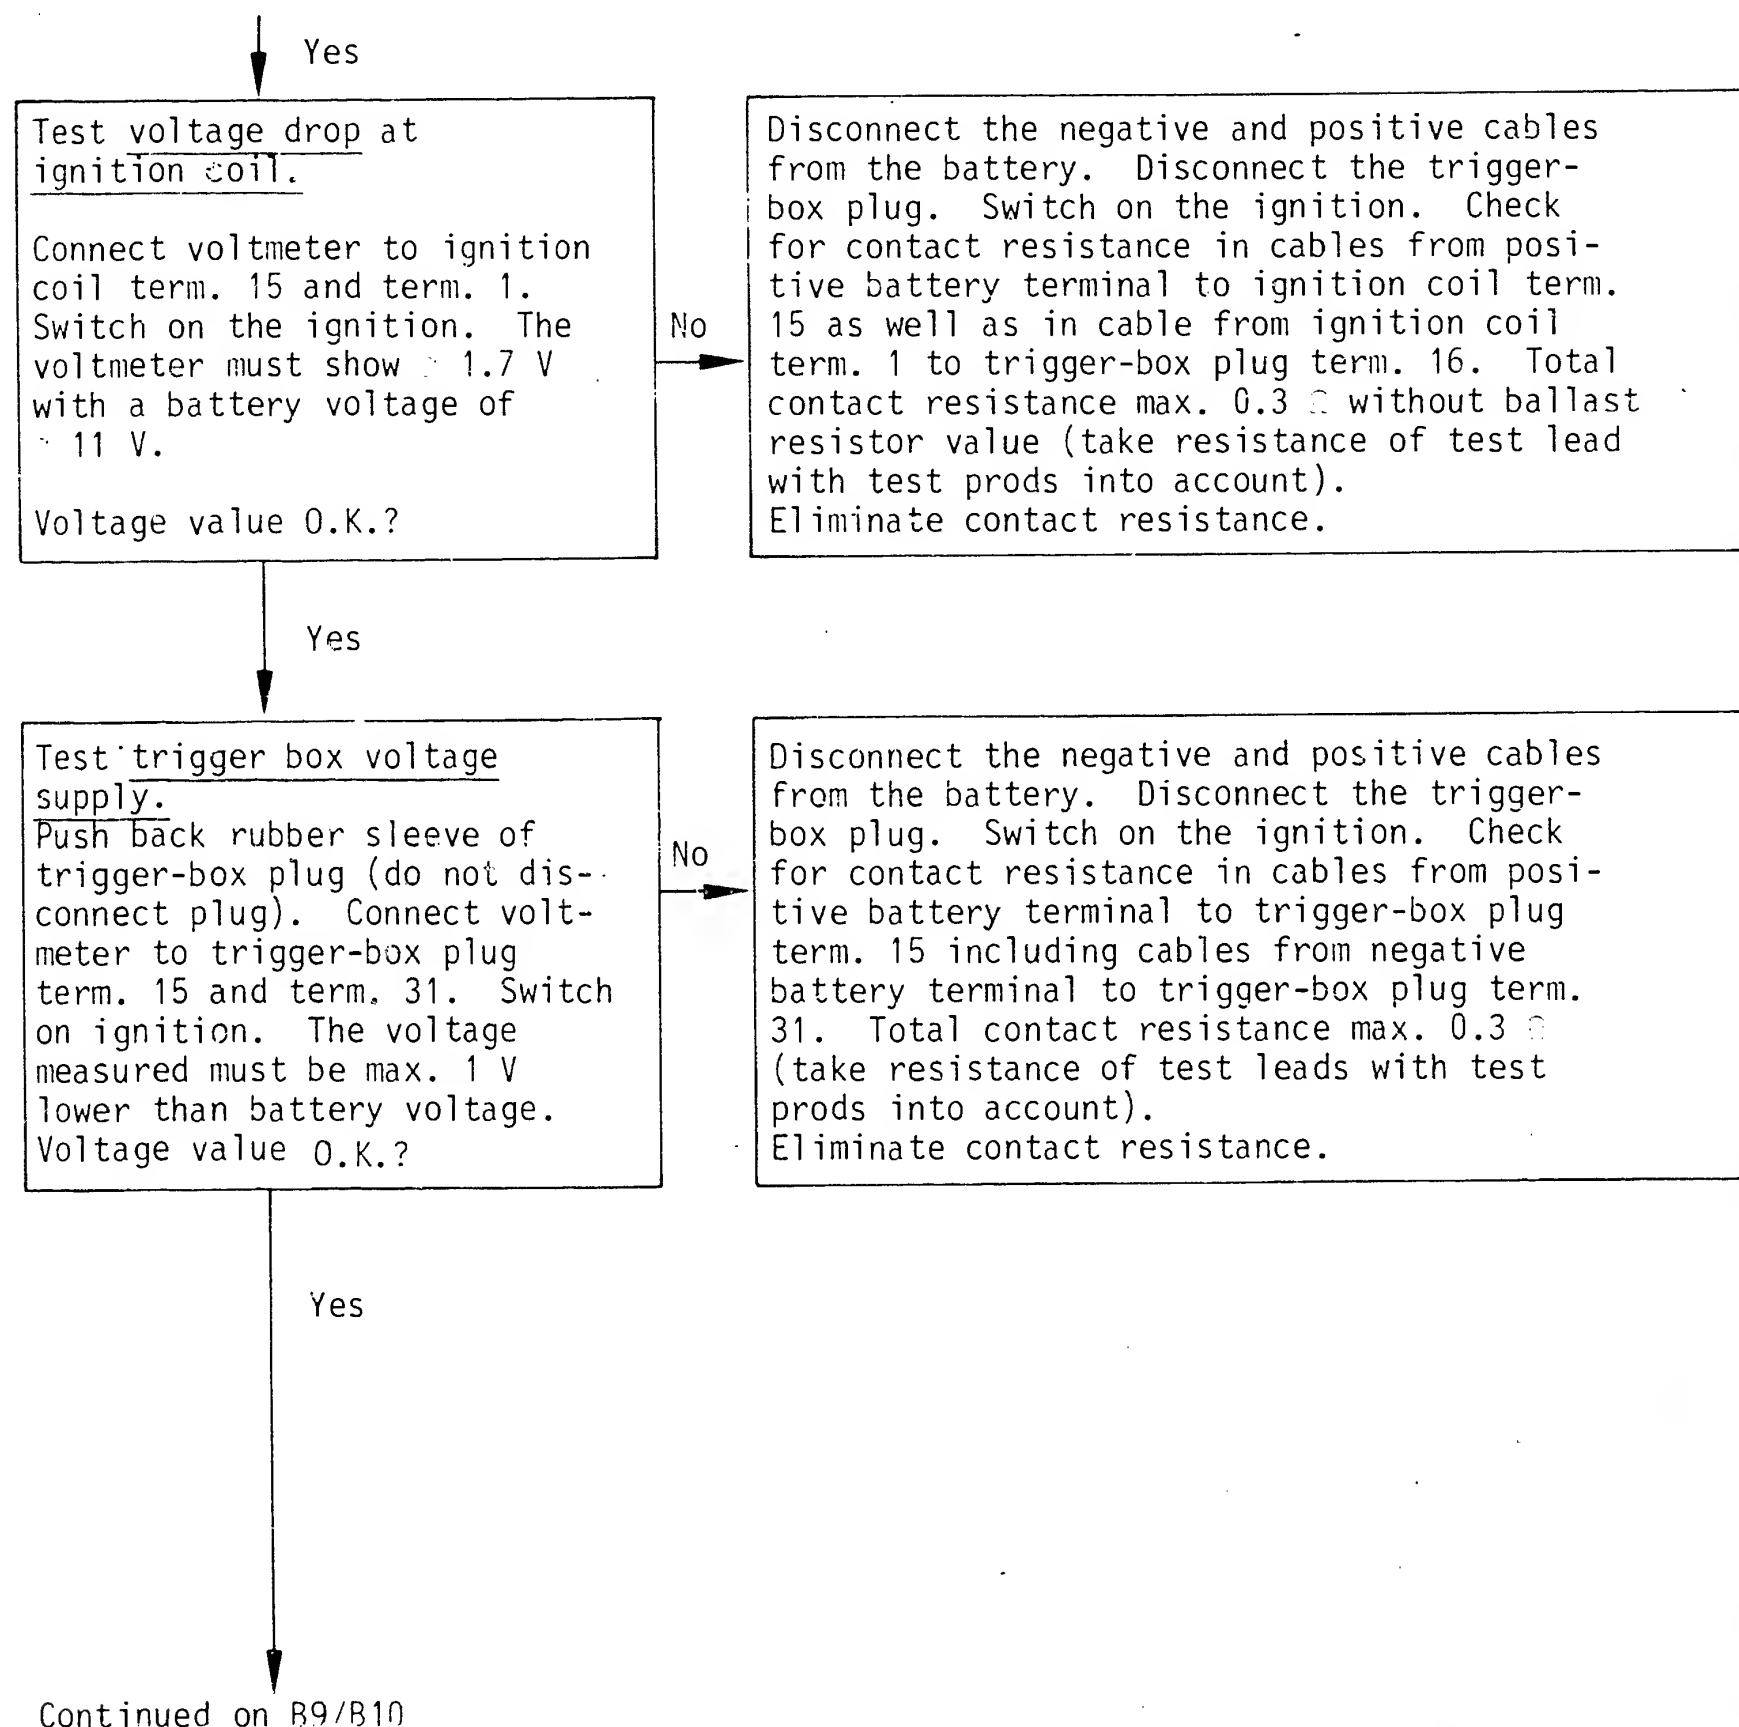 Yes
Test voltage drop at
ignition coil.
Connect voltmeter to ignition
coil term. 15 and term. 1.
Switch on the ignition. The
voltmeter must show 1.7 V
with a battery voltage of
11 V.
Voltage value O.K.?
No
Disconnect the negative and positive cables
from the battery. Disconnect the trigger-
box plug. Switch on the ignition. Check
for contact resistance in cables from posi-
tive battery terminal to ignition coil term.
15 as well as in cable from ignition coil
term. 1 to trigger-box plug term. 16. Total
contact resistance max. 0.3 Ω without ballast
resistor value (take resistance of test lead
with test prods into account).
Eliminate contact resistance.
Yes
Test trigger box voltage
supply.
Push back rubber sleeve of
trigger-box plug (do not dis-
connect plug). Connect volt-
meter to trigger-box plug
term. 15 and term. 31. Switch
on ignition. The voltage
measured must be max. 1 V
lower than battery voltage.
Voltage value O.K.?
No
Disconnect the negative and positive cables
from the battery. Disconnect the trigger-
box plug. Switch on the ignition. Check
for contact resistance in cables from posi-
tive battery terminal to trigger-box plug
term. 15 including cables from negative
battery terminal to trigger-box plug term.
31. Total contact resistance max. 0.3 Ω
(take resistance of test leads with test
prods into account).
Eliminate contact resistance.
Yes
Continued on B9/B10